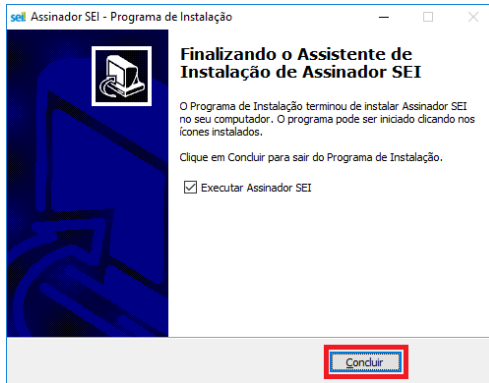 sei! Assinador SEI - Programa de Instalação
Finalizando o Assistente de
Instalação de Assinador SEI
O Programa de Instalação terminou de instalar Assinador SEI
no seu computador. O programa pode ser iniciado clicando nos
ícones instalados.
Clique em Concluir para sair do Programa de Instalação.
Executar Assinador SEI
Concluir